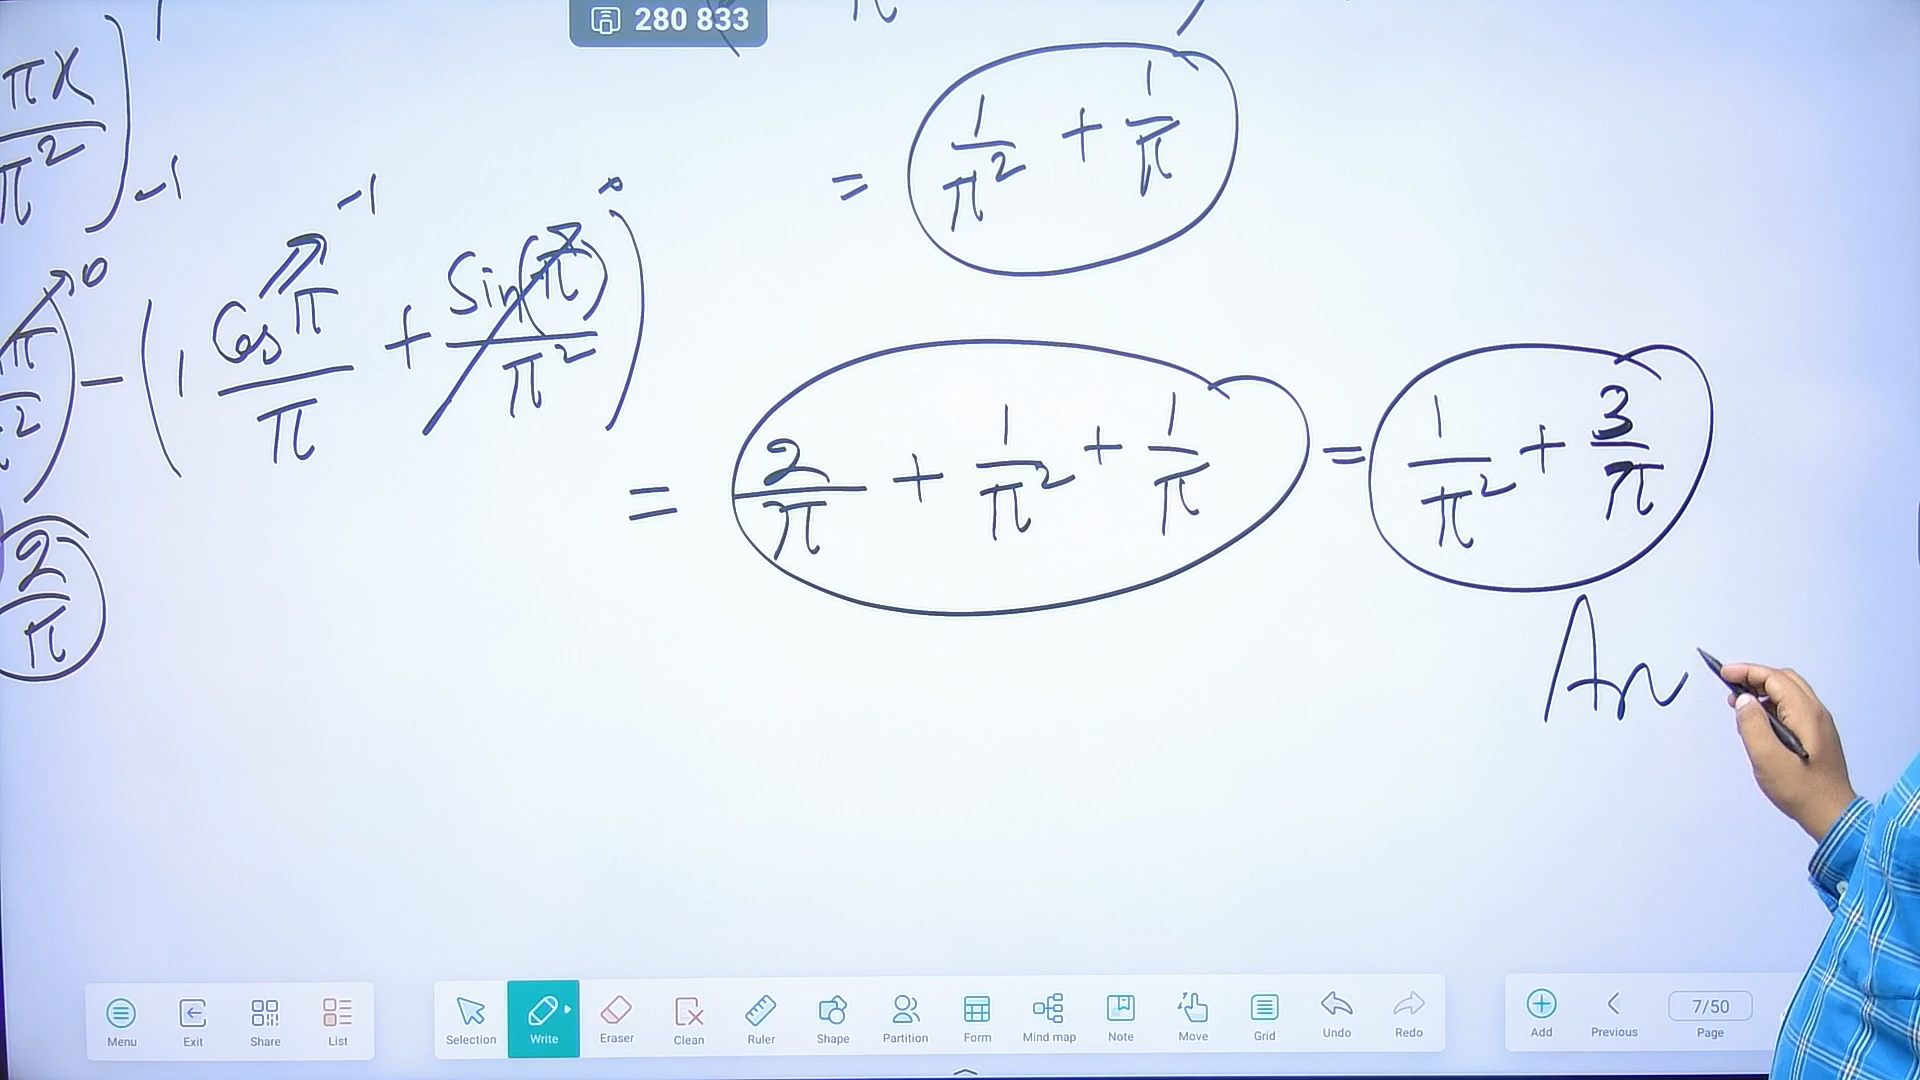 280 833
πx/π² )¹₋₁
= 1/π² + 1/π
) - ( 1 Cos π/π + Sin(π)/π² )
-1
0
0
2/π
= 2/π + 1/π² + 1/π = 1/π² + 3/π
An
Menu Exit Share List Selection Write Eraser Clean Ruler Shape Partition Form Mind map Note Move Grid Undo Redo Add Previous 7/50 Page